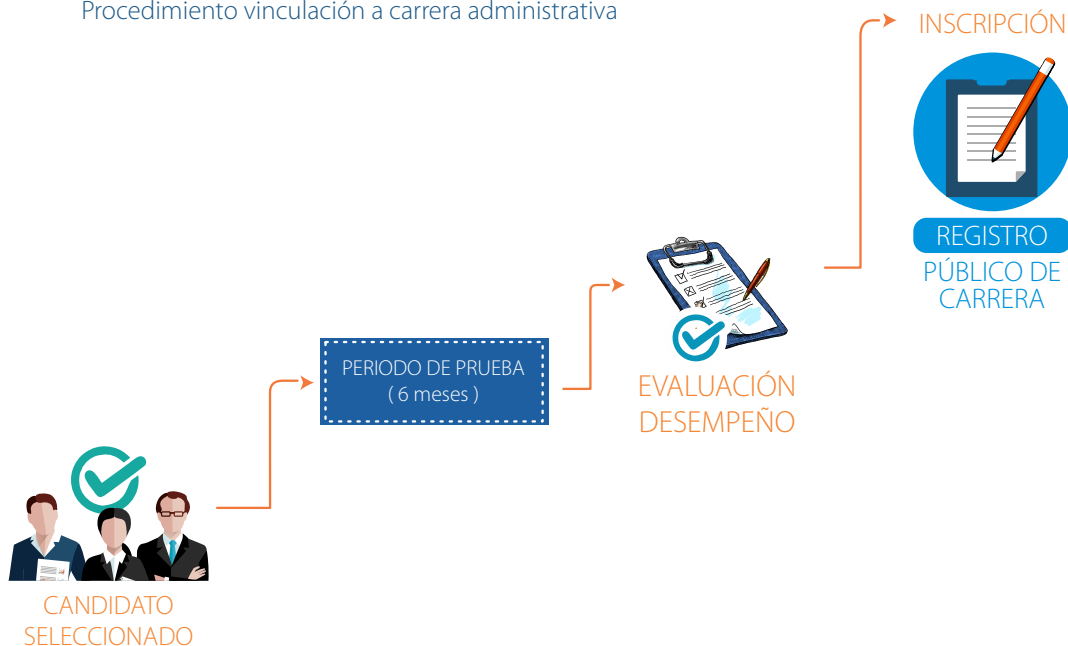 Procedimiento vinculación a carrera administrativa
INSCRIPCIÓN
REGISTRO
PÚBLICO DE
CARRERA
EVALUACIÓN
DESEMPEÑO
PERIODO DE PRUEBA
( 6 meses )
CANDIDATO
SELECCIONADO